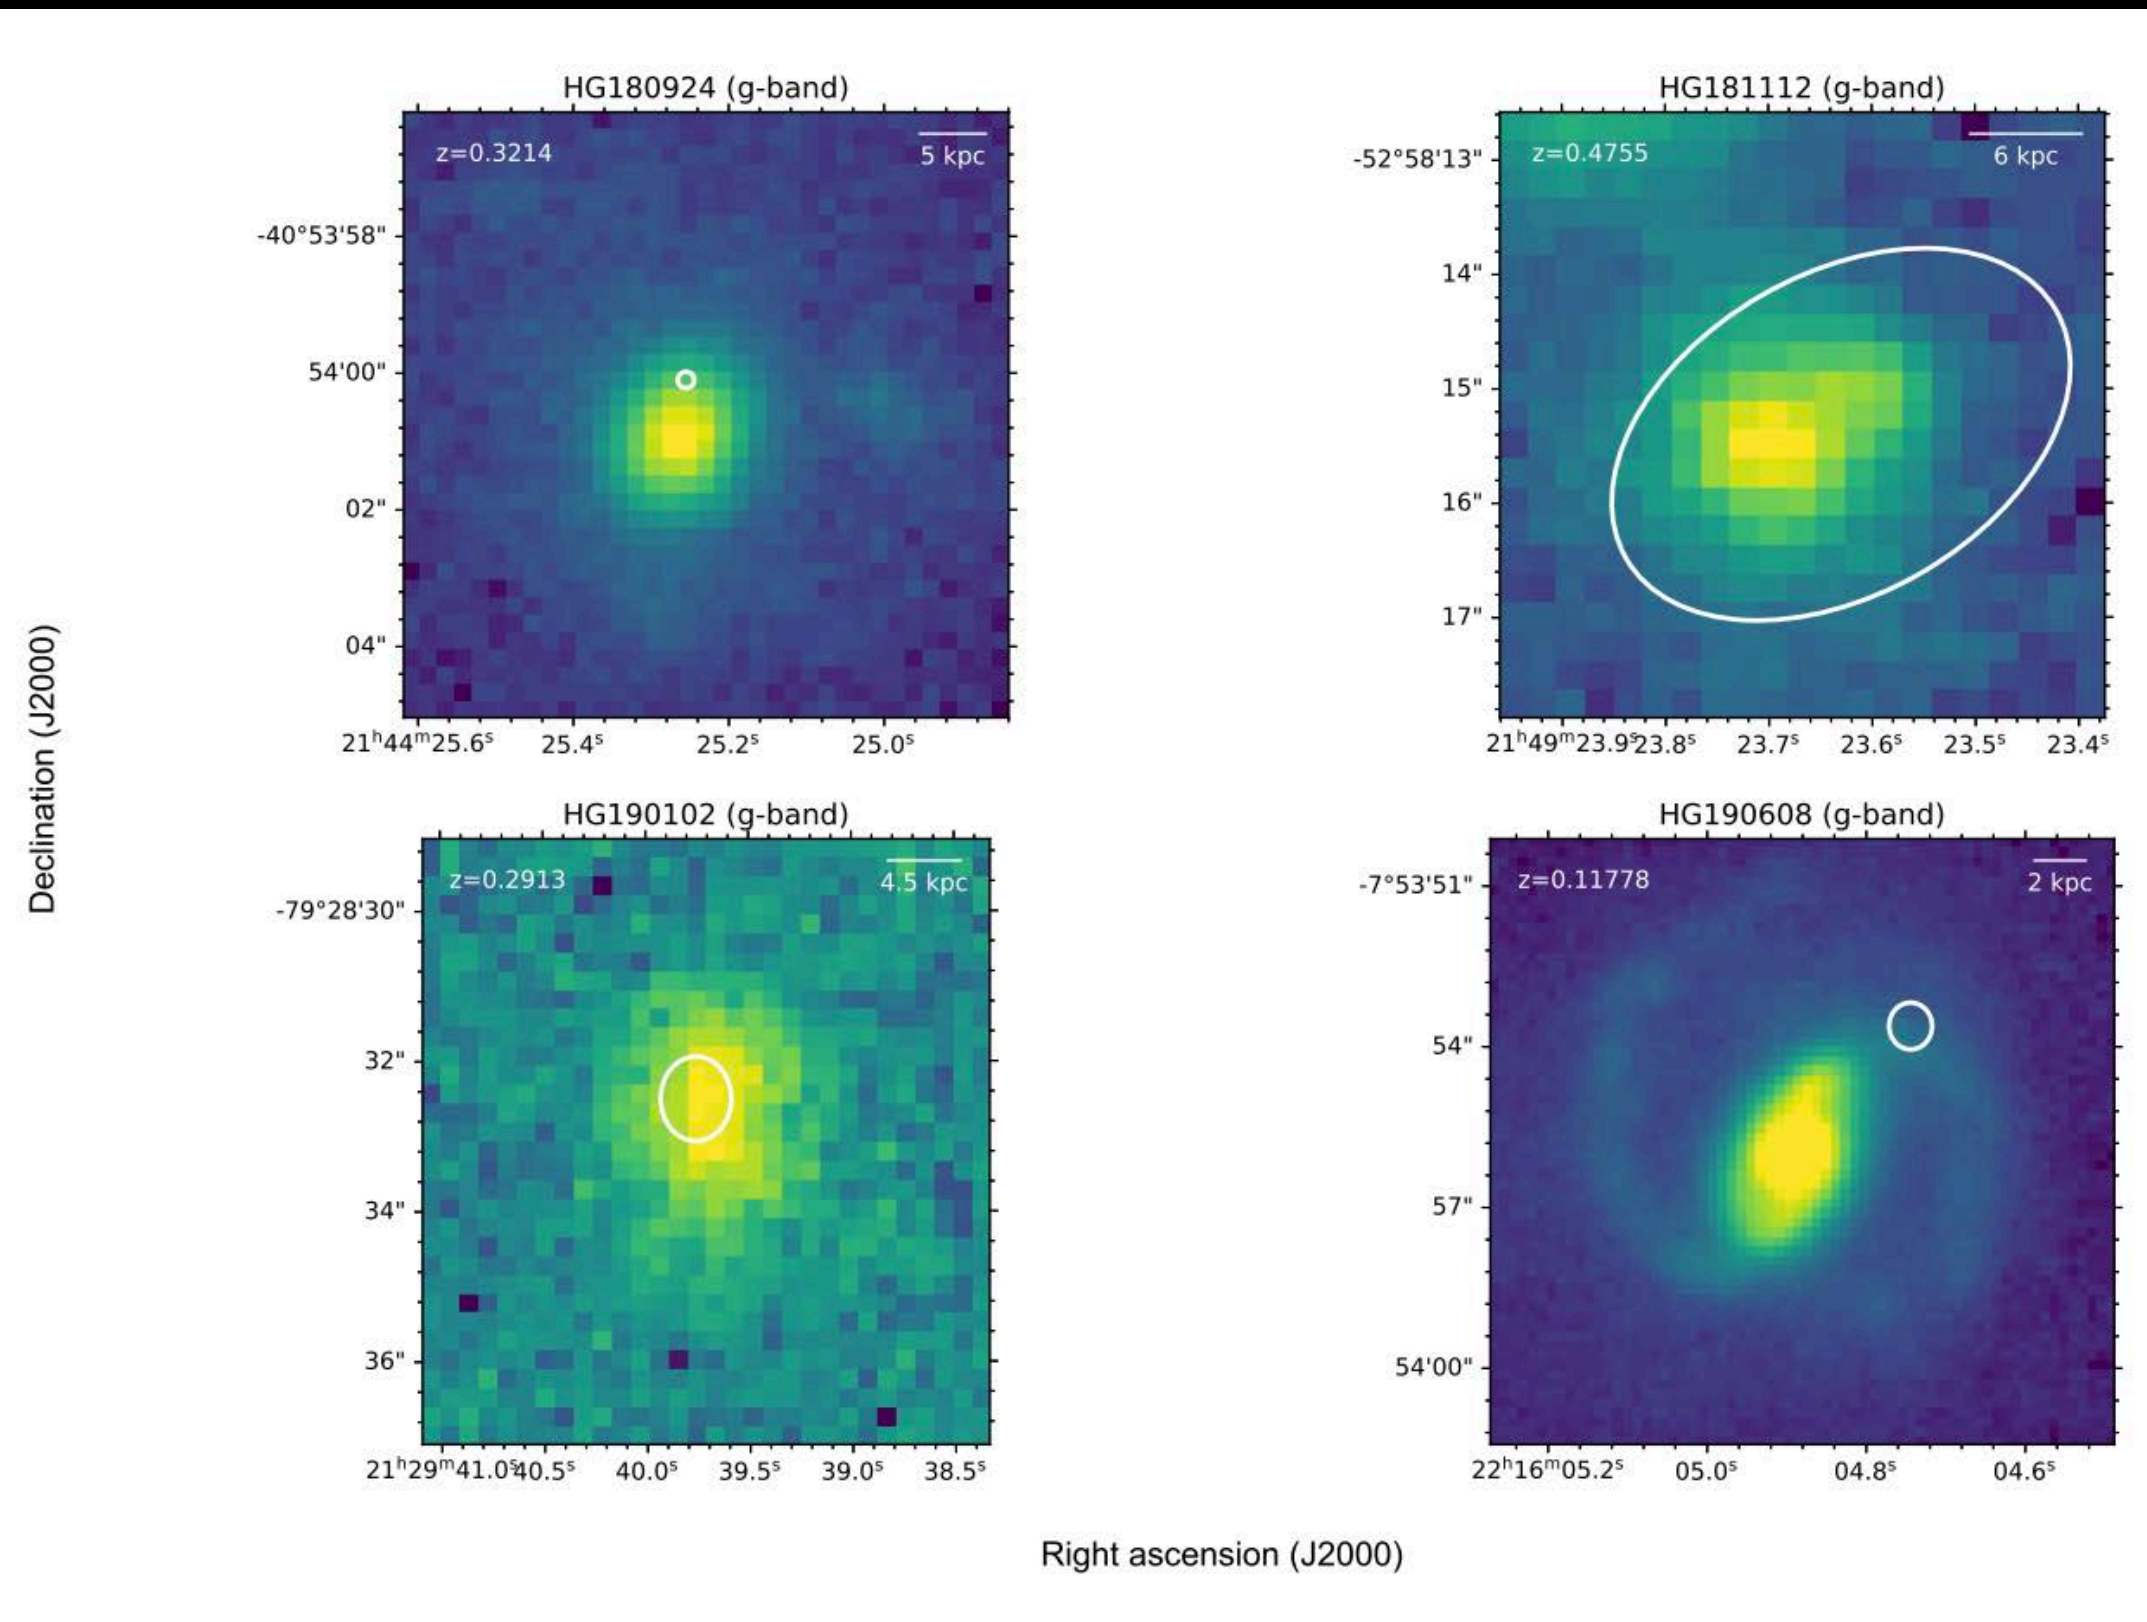 HG180924 (g-band)
z=0.3214
5 kpc
-40°53'58"
54'00"
02"
04"
21ʰ44ᵐ25.6ˢ
25.4ˢ
25.2ˢ
25.0ˢ
HG181112 (g-band)
z=0.4755
6 kpc
-52°58'13"
14"
15"
16"
17"
21ʰ49ᵐ23.9ˢ
23.8ˢ
23.7ˢ
23.6ˢ
23.5ˢ
23.4ˢ
HG190102 (g-band)
z=0.2913
4.5 kpc
-79°28'30"
32"
34"
36"
21ʰ29ᵐ41.0ˢ
40.5ˢ
40.0ˢ
39.5ˢ
39.0ˢ
38.5ˢ
HG190608 (g-band)
z=0.11778
2 kpc
-7°53'51"
54"
57"
54'00"
22ʰ16ᵐ05.2ˢ
05.0ˢ
04.8ˢ
04.6ˢ
Declination (J2000)
Right ascension (J2000)